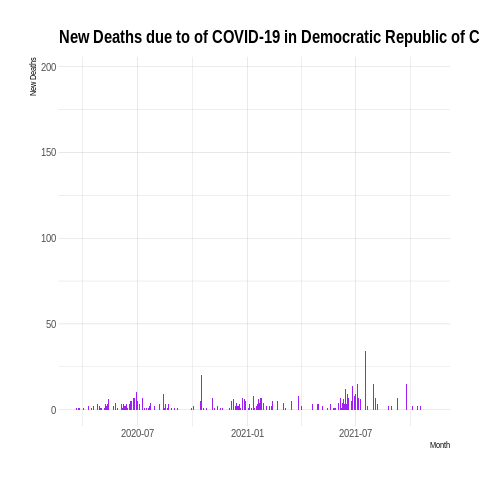 New Deaths due to of COVID-19 in Democratic Republic of C
New Deaths
200
150
100
50
0
2020-07
2021-01
2021-07
Month